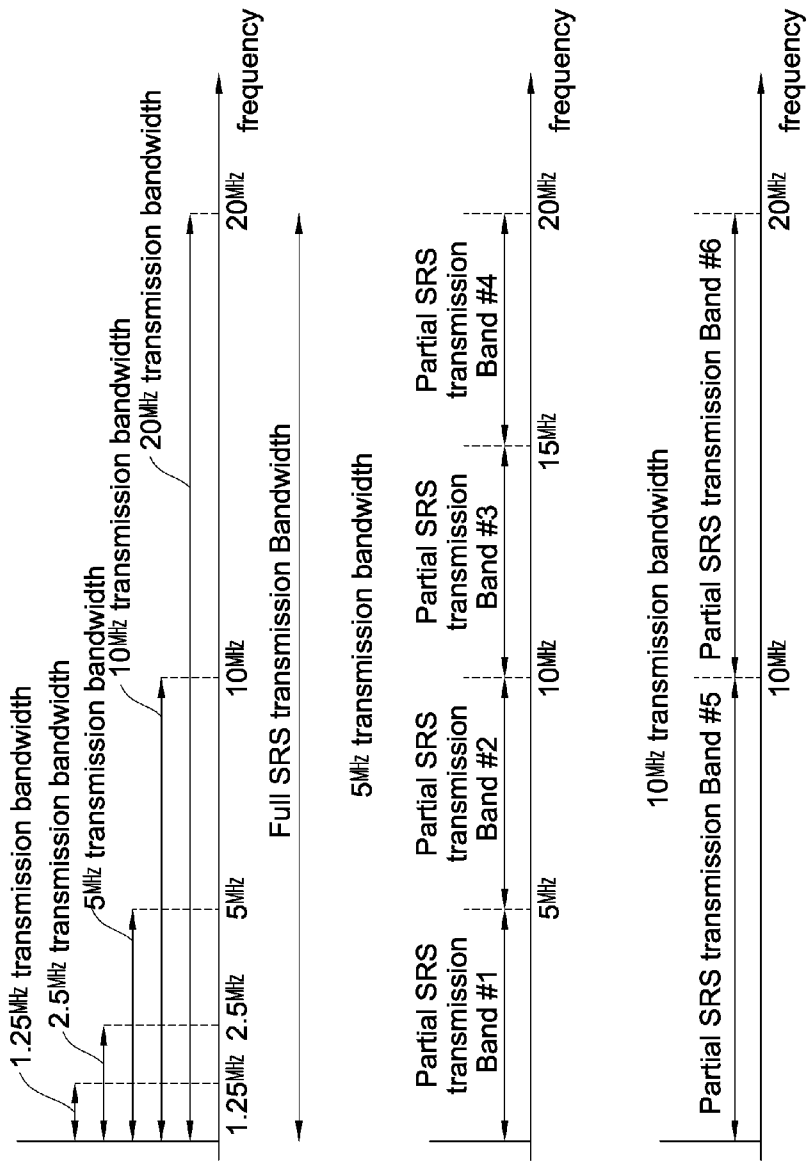 1.25MHz transmission bandwidth
2.5MHz transmission bandwidth
5MHz transmission bandwidth
10MHz transmission bandwidth
20MHz transmission bandwidth
1.25MHz
2.5MHz
5MHz
10MHz
20MHz
frequency
Full SRS transmission Bandwidth
5MHz transmission bandwidth
Partial SRS
transmission
Band #1
Partial SRS
transmission
Band #2
Partial SRS
transmission
Band #3
Partial SRS
transmission
Band #4
5MHz
10MHz
15MHz
20MHz
frequency
10MHz transmission bandwidth
Partial SRS transmission Band #5
Partial SRS transmission Band #6
10MHz
20MHz
frequency